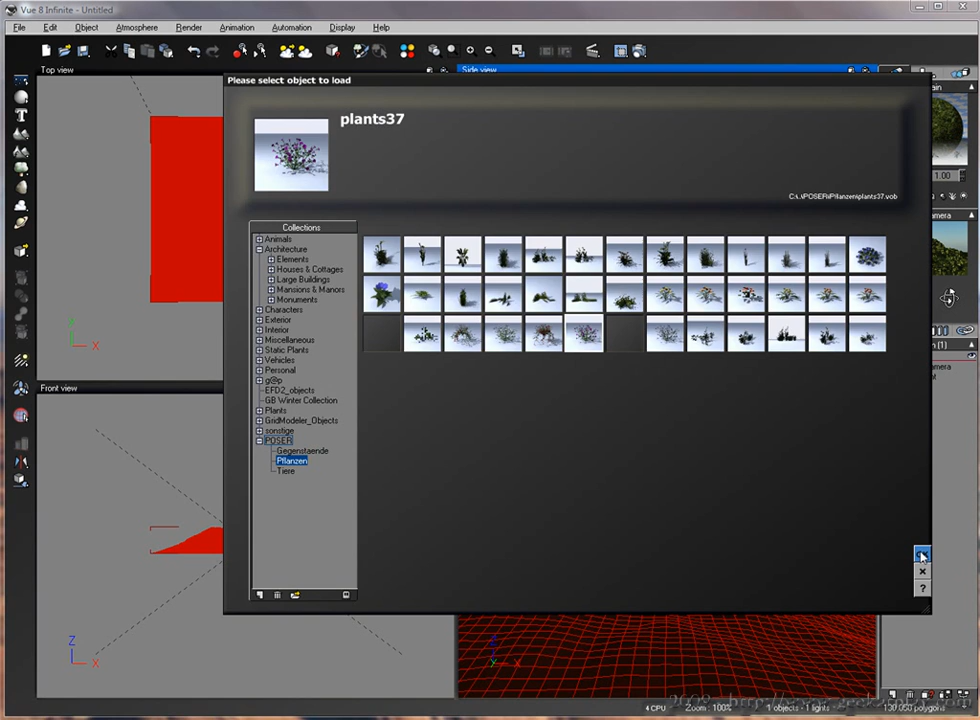 Vue 8 Infinite - Untitled
File Edit Object Atmosphere Render Animation Automation Display Help
Top view
Side view
Please select object to load
plants37
C:\..\POSER\Pflanzen\plants37.vob
1.00
Collections
Animals
Architecture
Elements
Houses & Cottages
Large Buildings
Mansions & Manors
Monuments
Characters
Exterior
Interior
Miscellaneous
Static Plants
Vehicles
Personal
g@p
EFD2_objects
GB Winter Collection
Plants
GridModeler_Objects
sonstige
POSER
Gegenstaende
Pflanzen
Tiere
Front view
X
Z
X
?
X
4 CPU Zoom : 100% 1 objects - 1 lights